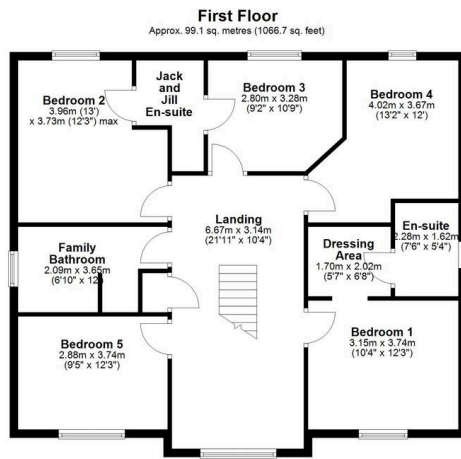 First Floor
Approx. 99.1 sq. metres (1066.7 sq. feet)
Bedroom 2
3.96m (13')
x 3.73m (12'3") max
Jack
and
Jill
En-suite
Bedroom 3
2.80m x 3.28m
(9'2" x 10'9")
Bedroom 4
4.02m x 3.67m
(13'2" x 12')
Landing
6.67m x 3.14m
(21'11" x 10'4")
En-suite
2.28m x 1.62m
(7'6" x 5'4")
Family
Bathroom
2.09m x 3.65m
(6'10" x 12')
Dressing
Area
1.70m x 2.02m
(5'7" x 6'8")
Bedroom 5
2.88m x 3.74m
(9'5" x 12'3")
Bedroom 1
3.15m x 3.74m
(10'4" x 12'3")